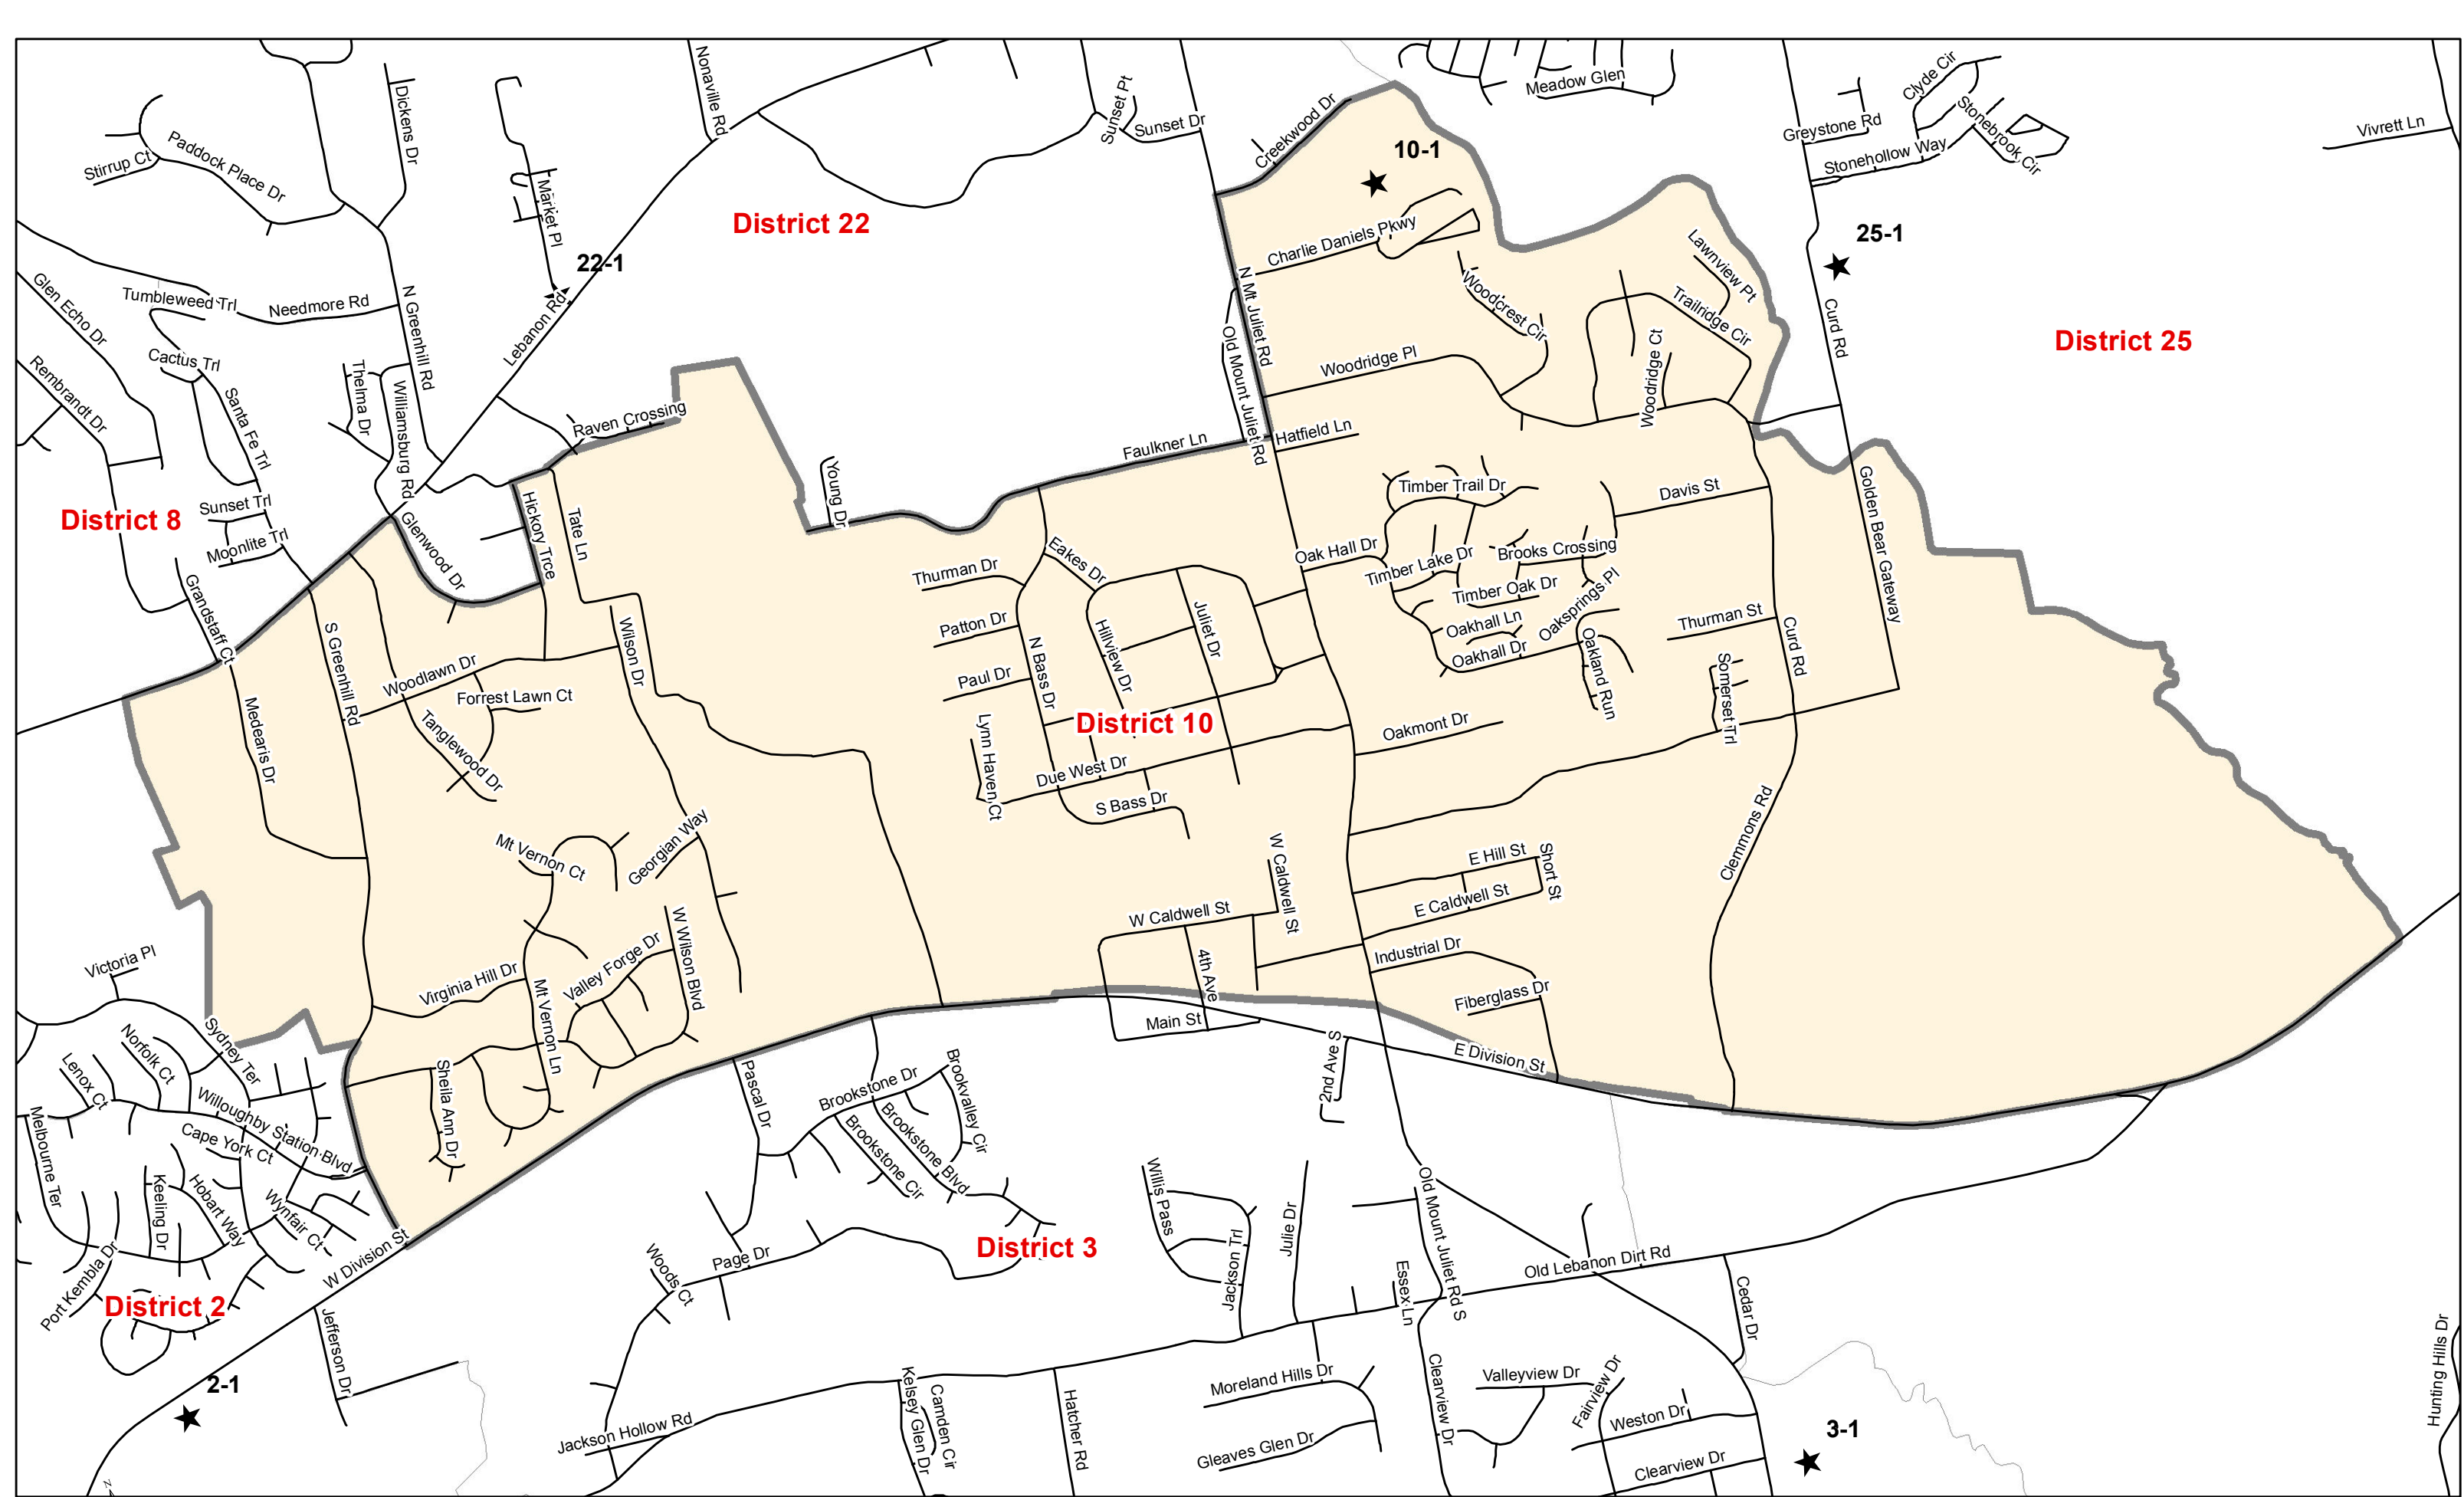 Nonaville Rd
Dickens Dr
Sunset Pt
Sunset Dr
Creekwood Dr
Meadow Glen
Clyde Cir
Stonebrook Cir
Greystone Rd
Stonehollow Way
Vivrett Ln
Stirrup Ct
Paddock Place Dr
Market Pl
10-1
District 22
Charlie Daniels Pkwy
25-1
22-1
Lawnview Pt
Glen Echo Dr
Tumbleweed Trl
Needmore Rd
N Greenhill Rd
Lebanon Rd
N Mt Juliet Rd
Old Mount Juliet Rd
Woodcrest Cir
Trailridge Cir
Curd Rd
District 25
Rembrandt Dr
Cactus Trl
Santa Fe Trl
Thelma Dr
Williamsburg Rd
Woodridge Pl
Woodridge Ct
Raven Crossing
Faulkner Ln
Hatfield Ln
District 8
Sunset Trl
Moonlite Trl
Glenwood Dr
Hickory Trce
Tate Ln
Young Dr
Timber Trail Dr
Davis St
Golden Bear Gateway
Grandstaff Ct
Thurman Dr
Eakes Dr
Oak Hall Dr
Timber Lake Dr
Brooks Crossing
Timber Oak Dr
Oakhall Ln
Oaksprings Pl
Oakhall Dr
Oakland Run
Thurman St
Curd Rd
Somerset Trl
S Greenhill Rd
Woodlawn Dr
Wilson Dr
Forrest Lawn Ct
Tanglewood Dr
Medearis Dr
Patton Dr
Paul Dr
N Bass Dr
Hillview Dr
Juliet Dr
District 10
Lynn Haven Ct
Due West Dr
S Bass Dr
Oakmont Dr
Mt Vernon Ct
Georgian Way
W Caldwell St
W Caldwell St
E Hill St
Short St
E Caldwell St
Clemmons Rd
Victoria Pl
Virginia Hill Dr
Mt Vernon Ln
Valley Forge Dr
W Wilson Blvd
4th Ave
Main St
Industrial Dr
Fiberglass Dr
E Division St
2nd Ave S
Sydney Ter
Norfolk Ct
Lenox Ct
Willoughby Station Blvd
Cape York Ct
Melbourne Ter
Keeling Dr
Hobart Way
Wynfair Ct
Port Kembla Dr
Sheila Ann Dr
W Division St
Pascal Dr
Brookstone Dr
Brookvalley Cir
Brookstone Cir
Brookstone Blvd
District 3
District 2
Woods Ct
Page Dr
Willis Pass
Jackson Trl
Julie Dr
Essex Ln
Old Mount Juliet Rd S
Old Lebanon Dirt Rd
Cedar Dr
Jefferson Dr
2-1
Jackson Hollow Rd
Kelsey Glen Dr
Camden Cir
Hatcher Rd
Moreland Hills Dr
Gleaves Glen Dr
Clearview Dr
Valleyview Dr
Fairview Dr
Weston Dr
Clearview Dr
3-1
Hunting Hills Dr